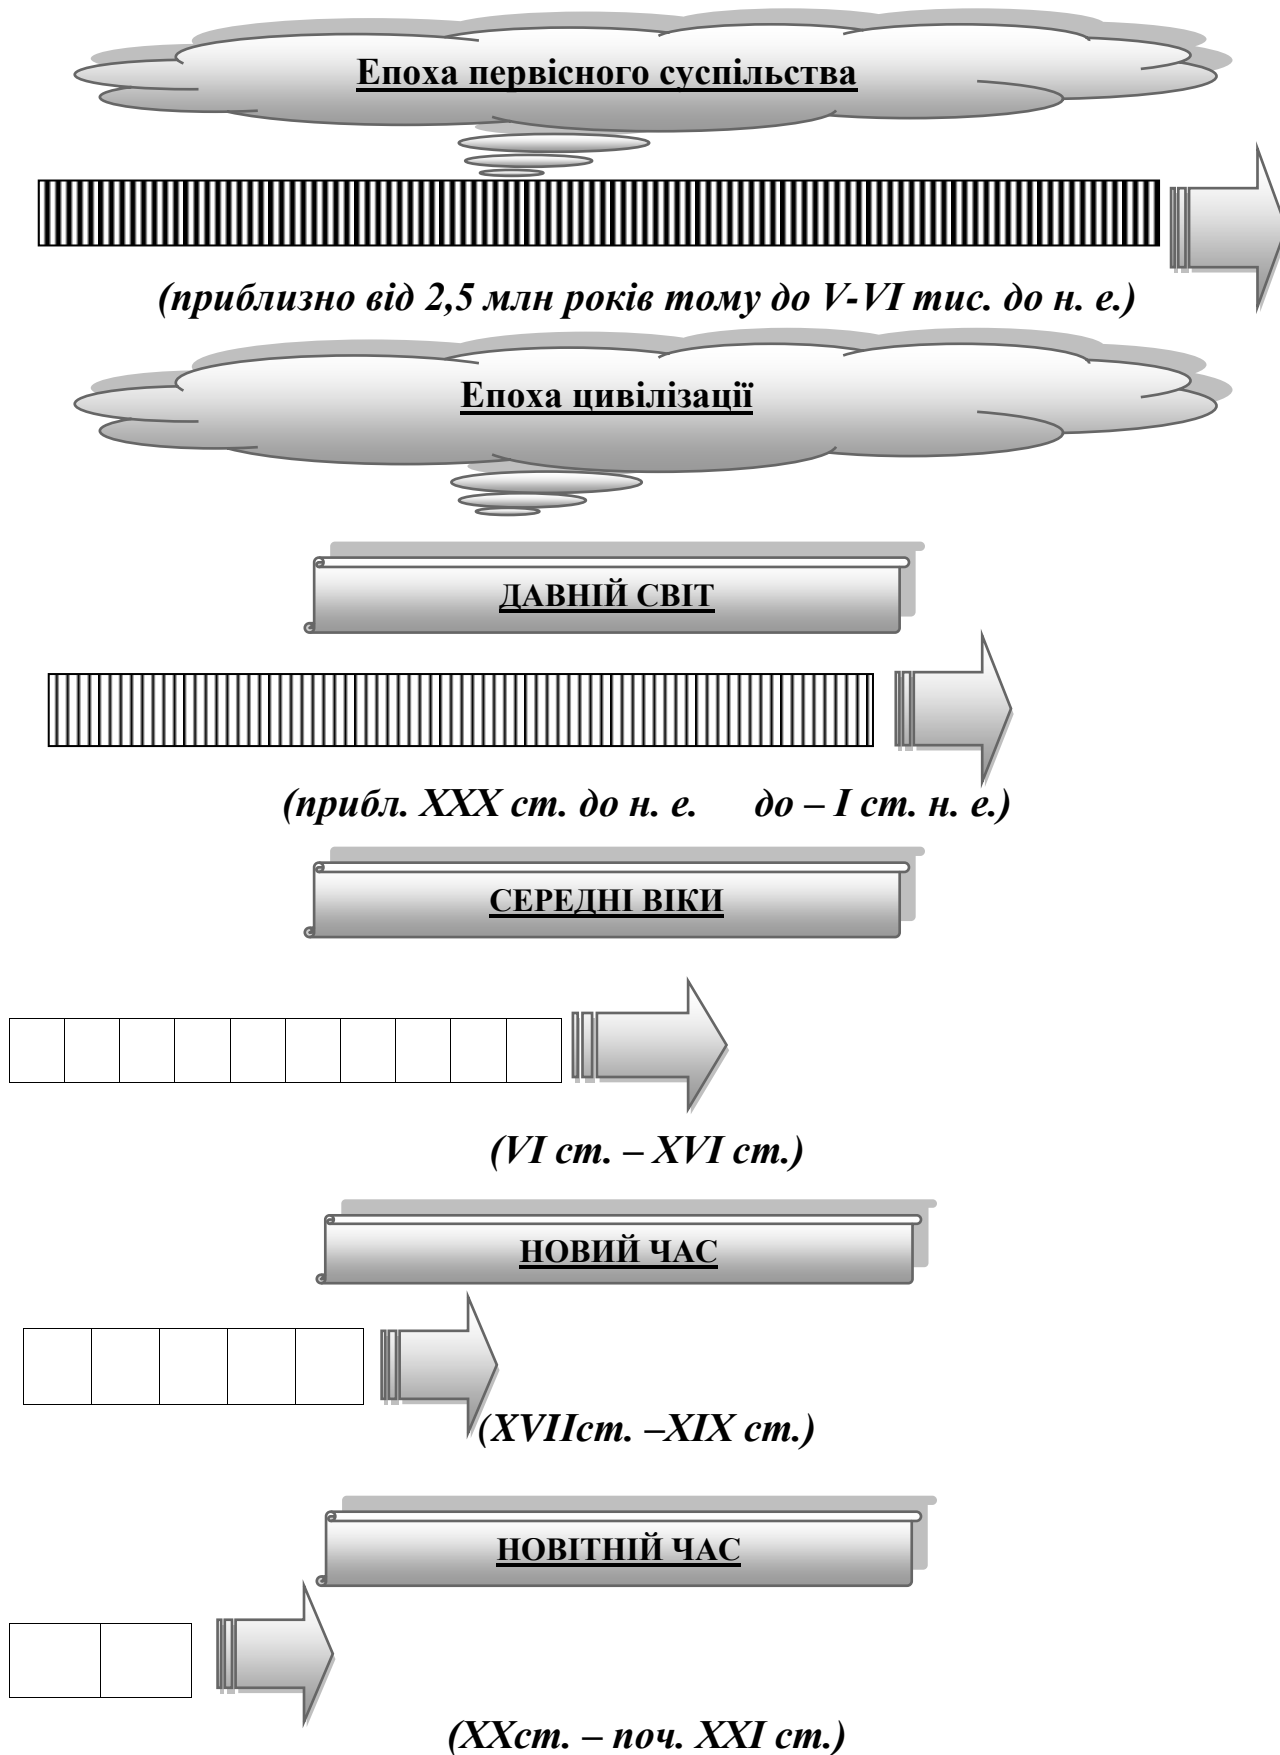 Епоха первісного суспільства
(приблизно від 2,5 млн років тому до V-VI тис. до н. е.)
Епоха цивілізації
ДАВНІЙ СВІТ
(прибл. XXX ст. до н. е. до – I ст. н. е.)
СЕРЕДНІ ВІКИ
(VI ст. – XVI ст.)
НОВИЙ ЧАС
(XVIIст. –XIX ст.)
НОВІТНІЙ ЧАС
(XXст. – поч. XXI ст.)